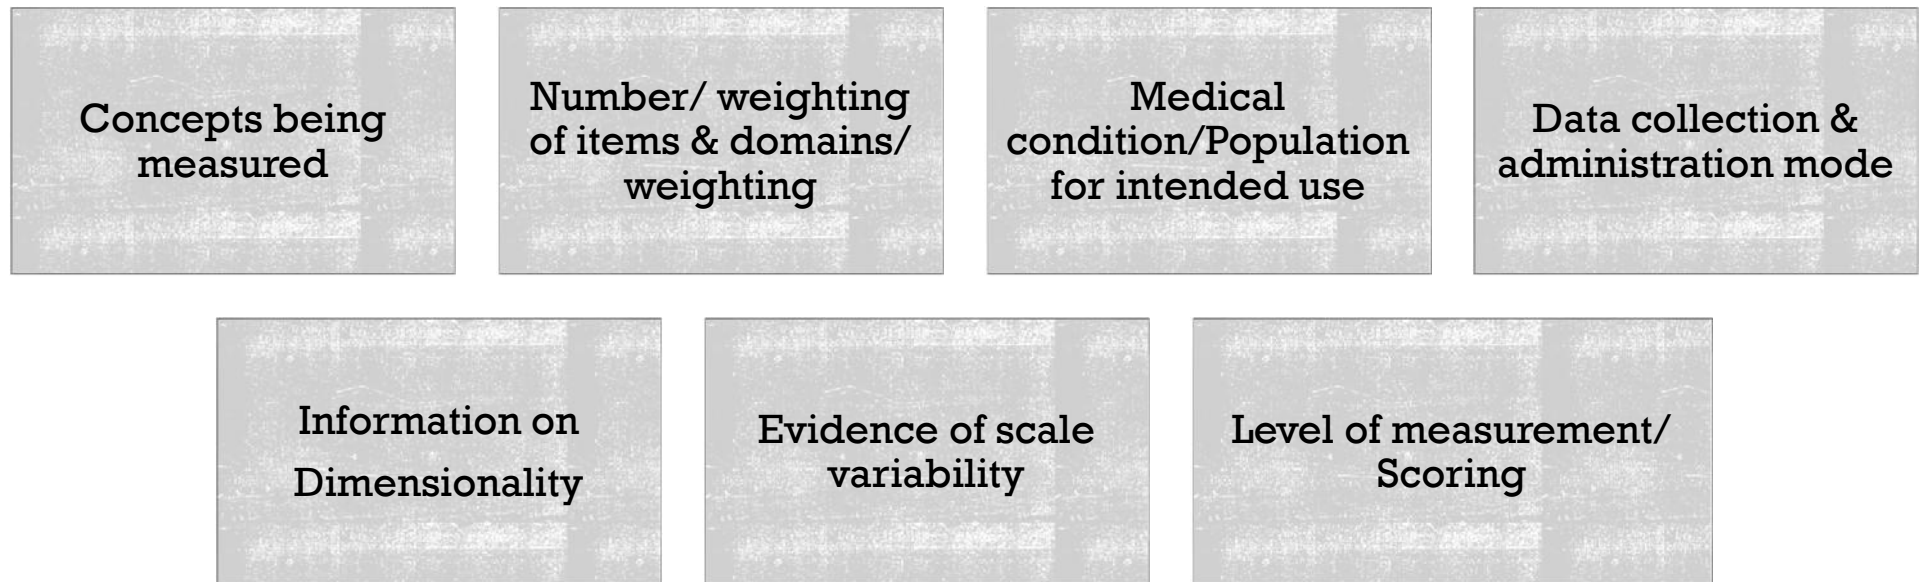 Concepts being
measured
Number/ weighting
of items & domains/
weighting
Medical
condition/Population
for intended use
Data collection &
administration mode
Information on
Dimensionality
Evidence of scale
variability
Level of measurement/
Scoring